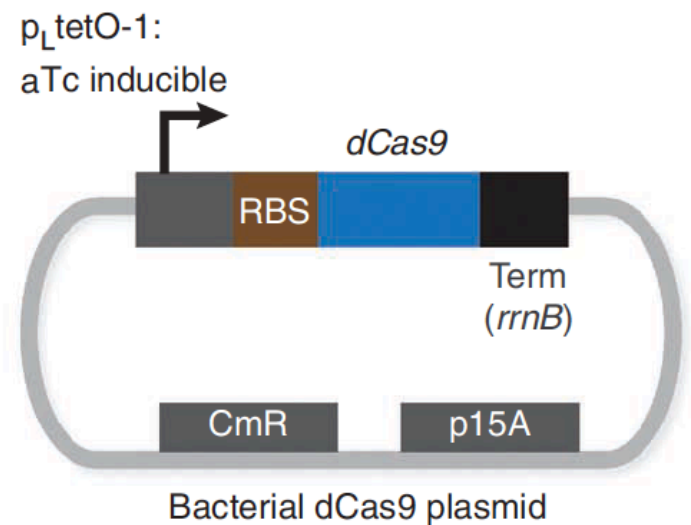 pLtetO-1:
aTc inducible
dCas9
RBS
Term
(rrnB)
CmR
p15A
Bacterial dCas9 plasmid